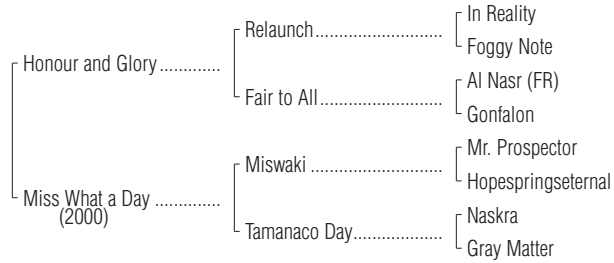 In Reality
Relaunch
Foggy Note
Honour and Glory
Al Nasr (FR)
Fair to All
Gonfalon
Mr. Prospector
Miswaki
Hopespringseternal
Miss What a Day
(2000)
Naskra
Tamanaco Day
Gray Matter